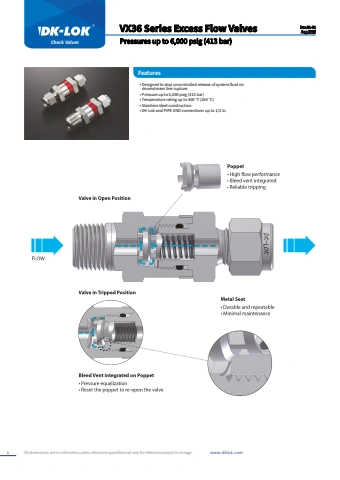 DK-LOK®
Check Valves
VX36 Series Excess Flow Valves
Pressures up to 6,000 psig (413 bar)
Features
• Designed to stop uncontrolled release of system fluid on
downstream line rupture.
• Pressure up to 6,000 psig (413 bar)
• Temperature rating up to 400°F (204°C)
• Stainless steel construction
• DK-Lok and PIPE END connections up to 1/2 in.
Poppet
• High flow performance
• Bleed vent integrated
• Reliable tripping
Valve in Open Position
DK-LOK
FLOW
Valve in Tripped Position
Metal Seat
• Durable and repeatable
• Minimal maintenance
Bleed Vent integrated on Poppet
• Pressure equalization
• Reset the poppet to re-open the valve
All dimensions are in millimeters unless otherwise specified and only for reference subject to change.
www.dklok.com